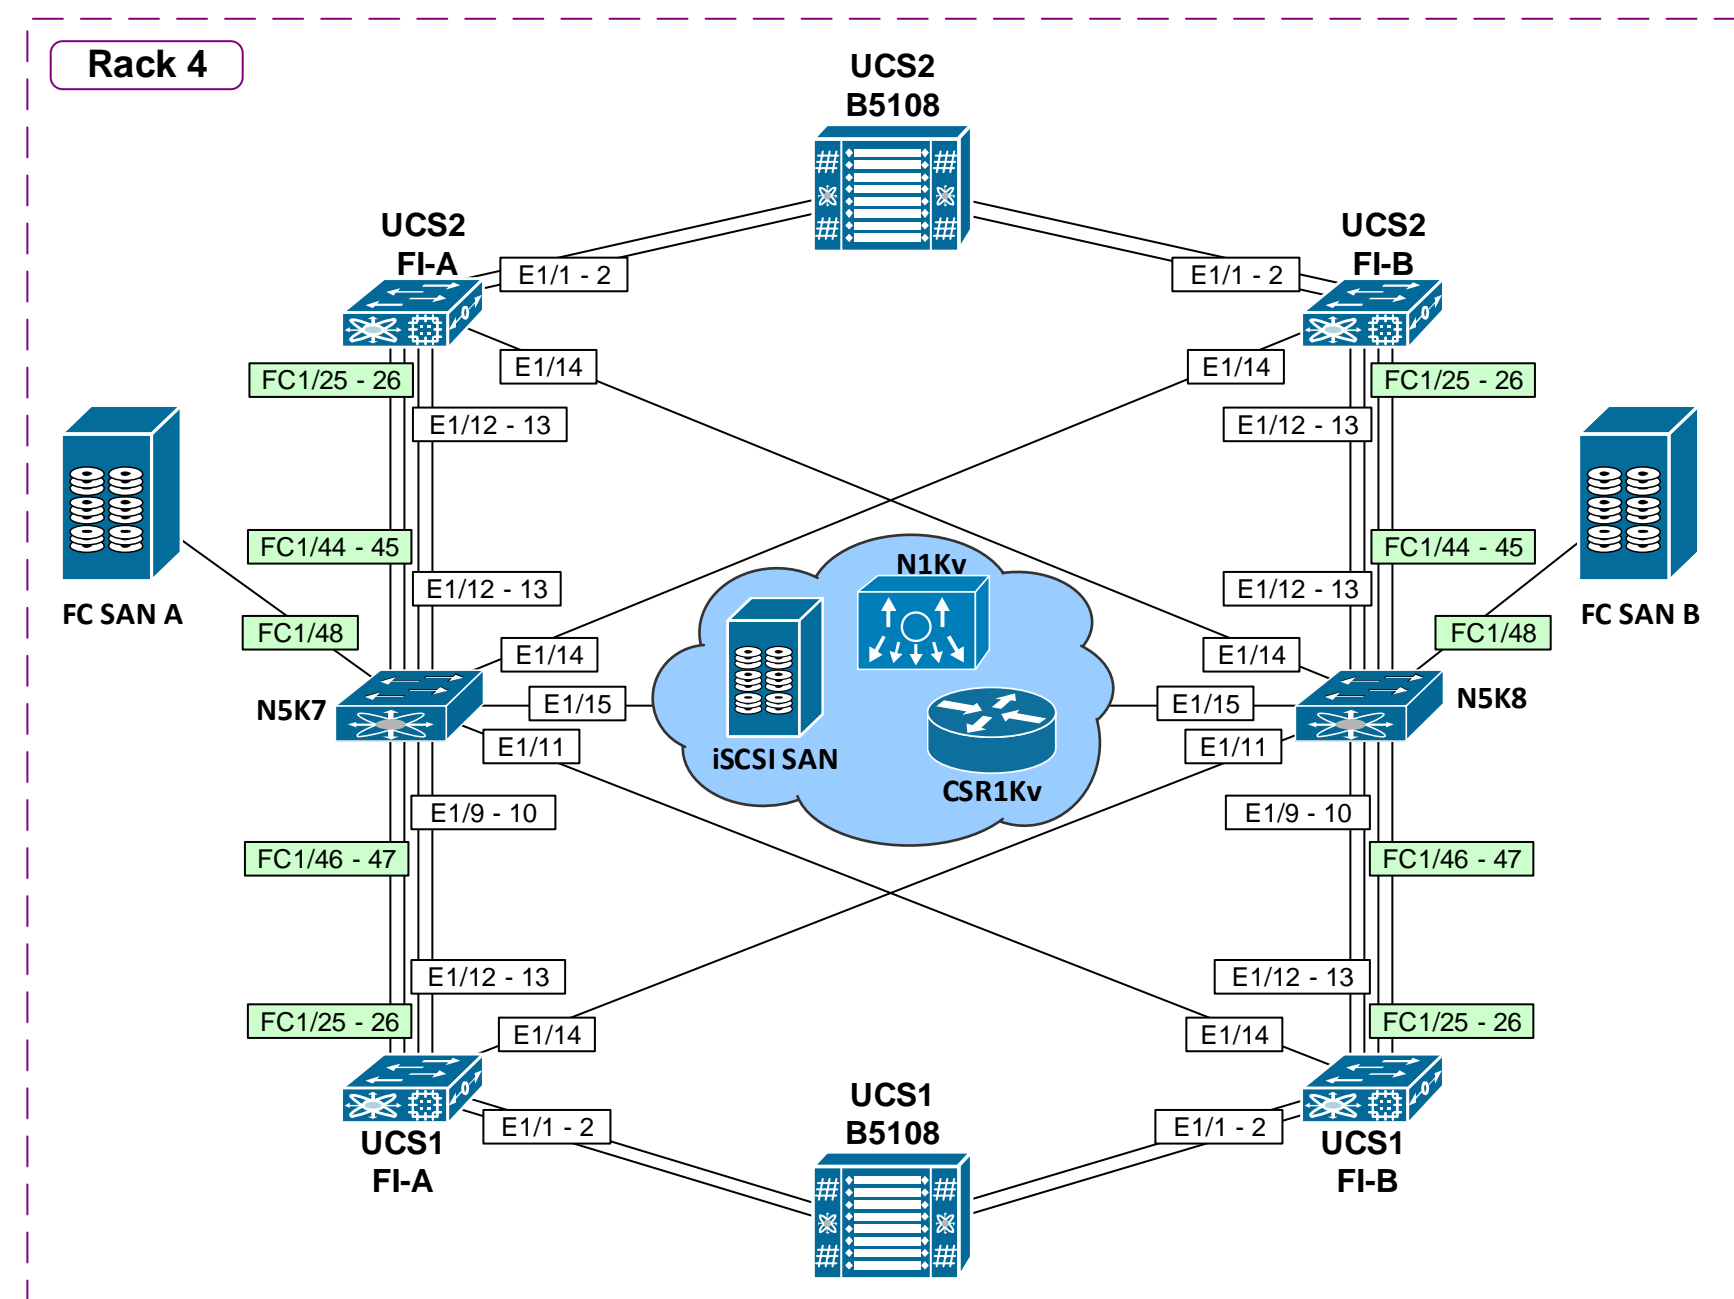 Rack 4
UCS2
B5108
UCS2
FI-A
UCS2
FI-B
E1/1 - 2
E1/1 - 2
E1/14
E1/14
FC1/25 - 26
FC1/25 - 26
E1/12 - 13
E1/12 - 13
FC1/44 - 45
FC1/44 - 45
N1Kv
E1/12 - 13
E1/12 - 13
FC SAN A
FC SAN B
FC1/48
FC1/48
E1/14
E1/14
N5K7
E1/15
E1/15
N5K8
E1/11
E1/11
iSCSI SAN
CSR1Kv
E1/9 - 10
E1/9 - 10
FC1/46 - 47
FC1/46 - 47
E1/12 - 13
E1/12 - 13
FC1/25 - 26
FC1/25 - 26
E1/14
E1/14
UCS1
B5108
E1/1 - 2
E1/1 - 2
UCS1
FI-A
UCS1
FI-B